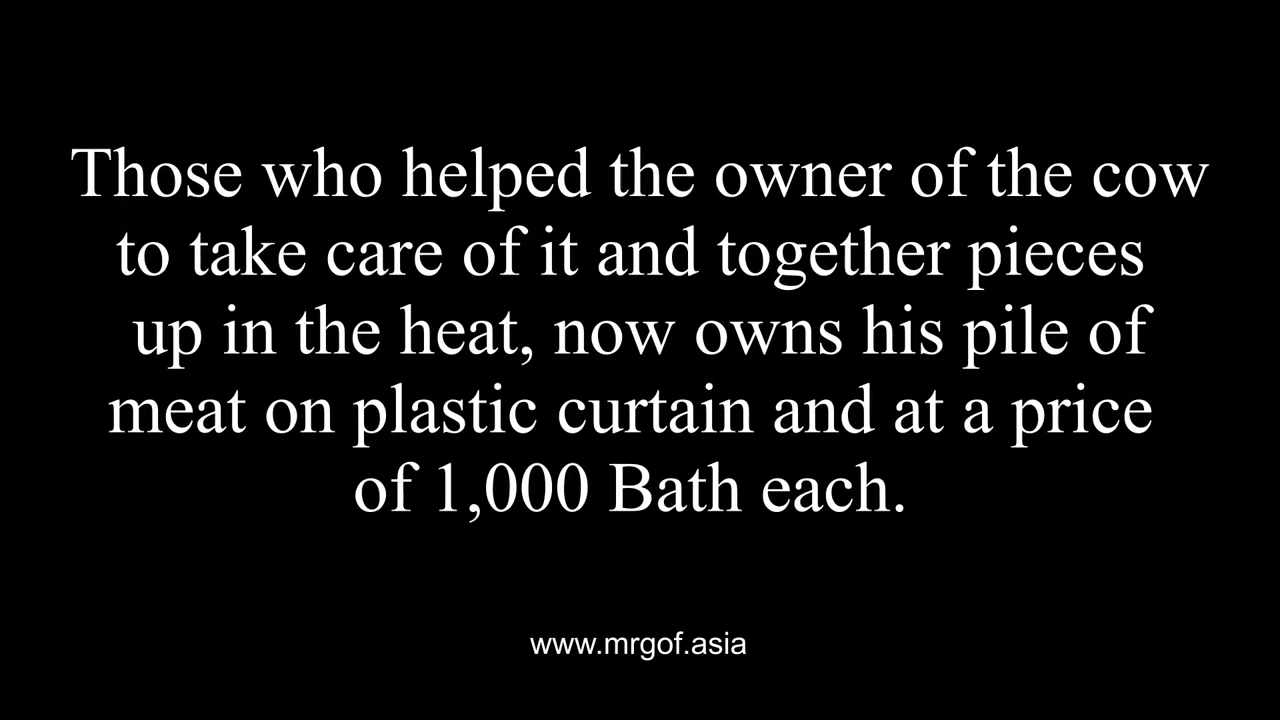 Those who helped the owner of the cow
to take care of it and together pieces
up in the heat, now owns his pile of
meat on plastic curtain and at a price
of 1,000 Bath each.
www.mrgof.asia